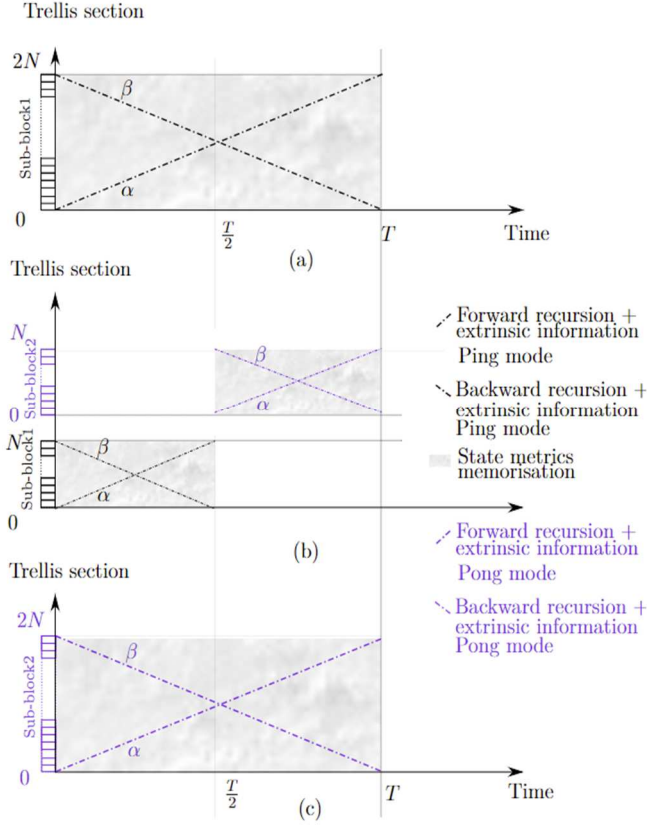 Trellis section
2N
β
Sub-block1
α
0
T/2
T
Time
(a)
Trellis section
N
β
Sub-block2
α
0
N
β
Sub-block1
α
0
(b)
Forward recursion +
extrinsic information
Ping mode
Backward recursion +
extrinsic information
Ping mode
State metrics
memorisation
Forward recursion +
extrinsic information
Pong mode
Backward recursion +
extrinsic information
Pong mode
Trellis section
2N
β
Sub-block2
α
0
T/2
T
Time
(c)